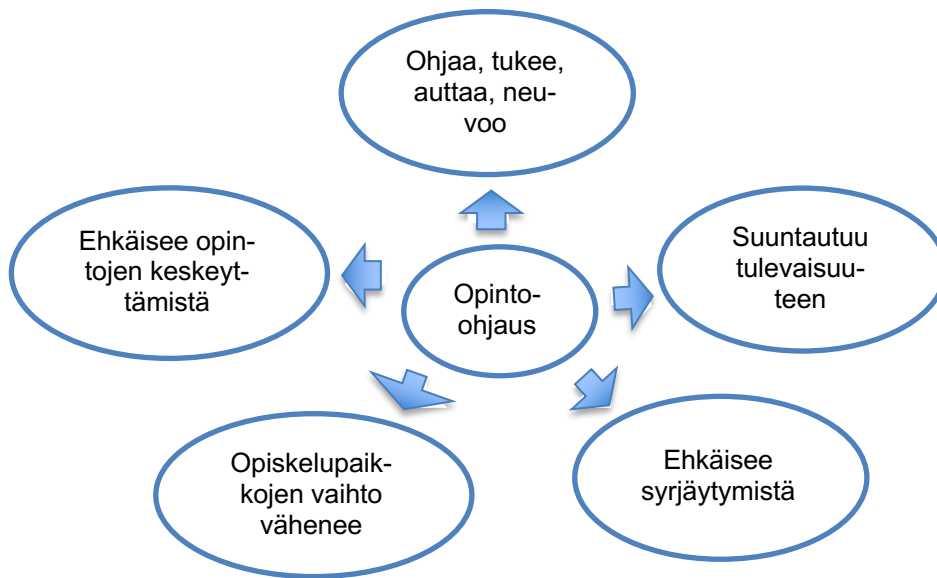 Ohjaa, tukee,
auttaa, neu-
voo
Ehkäisee opin-
tojen keskeyt-
tämistä
Suuntautuu
tulevaisuu-
teen
Opinto-
ohjaus
Opiskelupaik-
kojen vaihto
vähenee
Ehkäisee
syrjäytymistä